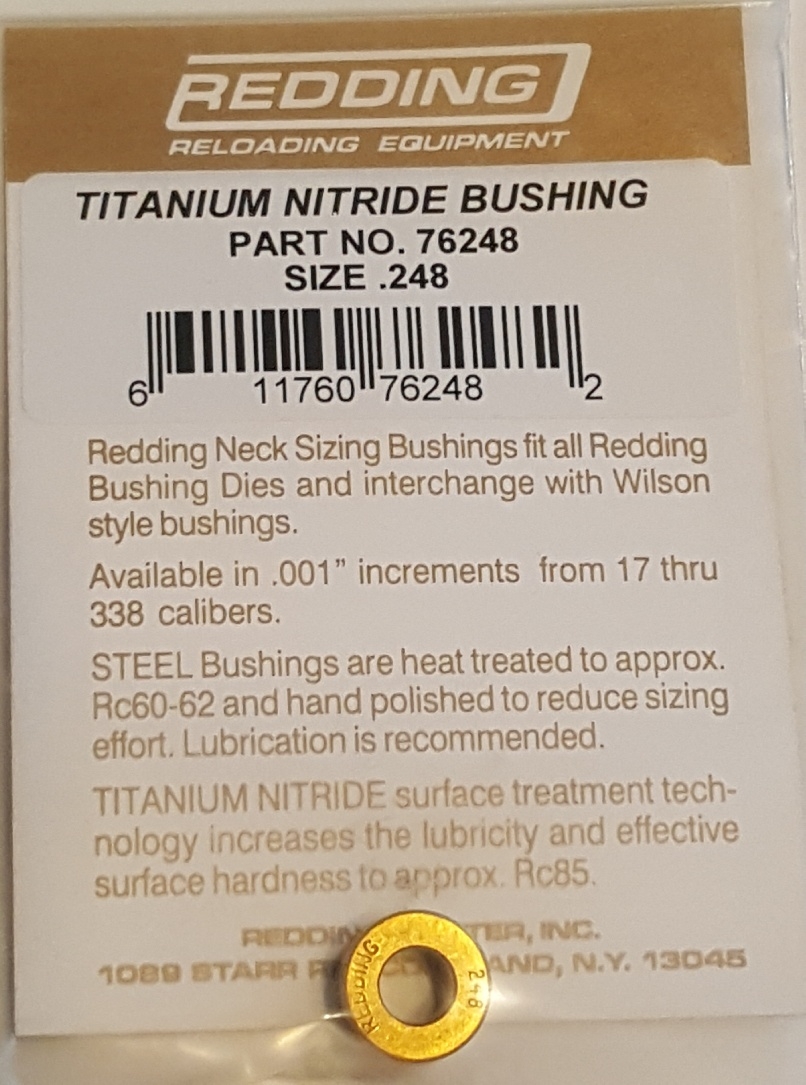 REDDING
RELOADING EQUIPMENT
TITANIUM NITRIDE BUSHING
PART NO. 76248
SIZE .248
6 11760 76248 2
Redding Neck Sizing Bushings fit all Redding
Bushing Dies and interchange with Wilson
style bushings.
Available in .001” increments from 17 thru
338 calibers.
STEEL Bushings are heat treated to approx.
Rc60-62 and hand polished to reduce sizing
effort. Lubrication is recommended.
TITANIUM NITRIDE surface treatment tech-
nology increases the lubricity and effective
surface hardness to approx. Rc85.
INC.
1089 STARR N.Y. 13045
REDDING
248